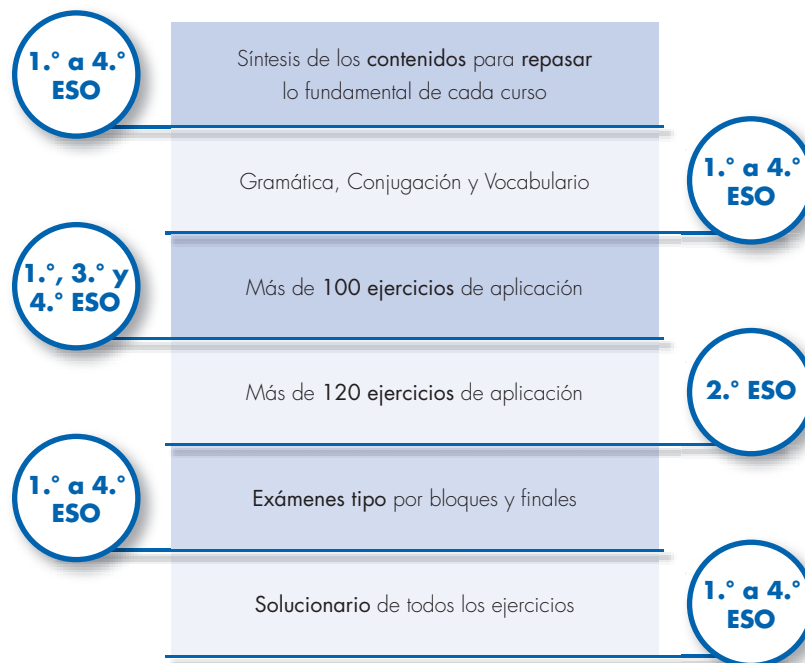 1.° a 4.°
ESO
Síntesis de los contenidos para repasar
lo fundamental de cada curso
Gramática, Conjugación y Vocabulario
1.° a 4.°
ESO
1.°, 3.° y
4.° ESO
Más de 100 ejercicios de aplicación
Más de 120 ejercicios de aplicación
2.° ESO
1.° a 4.°
ESO
Exámenes tipo por bloques y finales
Solucionario de todos los ejercicios
1.° a 4.°
ESO